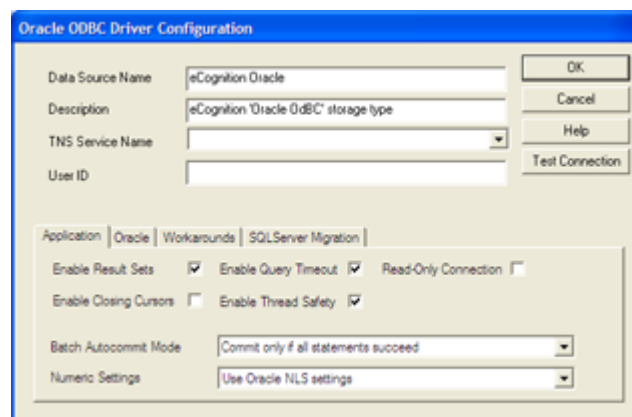 Oracle ODBC Driver Configuration
Data Source Name eCognition Oracle OK
Description eCognition 'Oracle OdBC' storage type Cancel
TNS Service Name Help
User ID Test Connection
Application Oracle Workarounds SQLServer Migration
Enable Result Sets Enable Query Timeout Read-Only Connection
Enable Closing Cursors Enable Thread Safety
Batch Autocommit Mode Commit only if all statements succeed
Numeric Settings Use Oracle NLS settings